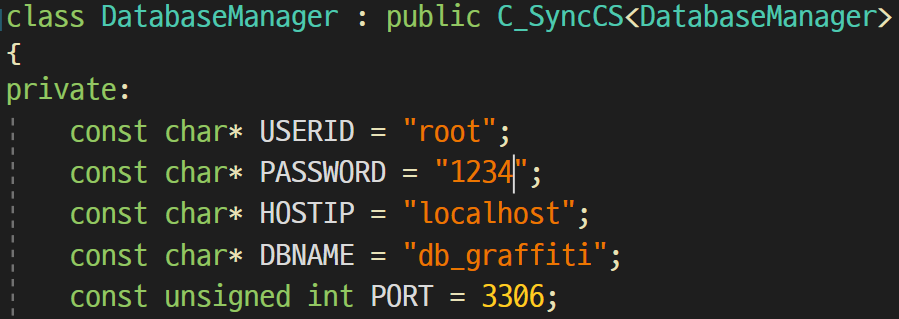 class DatabaseManager : public C_SyncCS<DatabaseManager>
{
private:
    const char* USERID = "root";
    const char* PASSWORD = "1234";
    const char* HOSTIP = "localhost";
    const char* DBNAME = "db_graffiti";
    const unsigned int PORT = 3306;